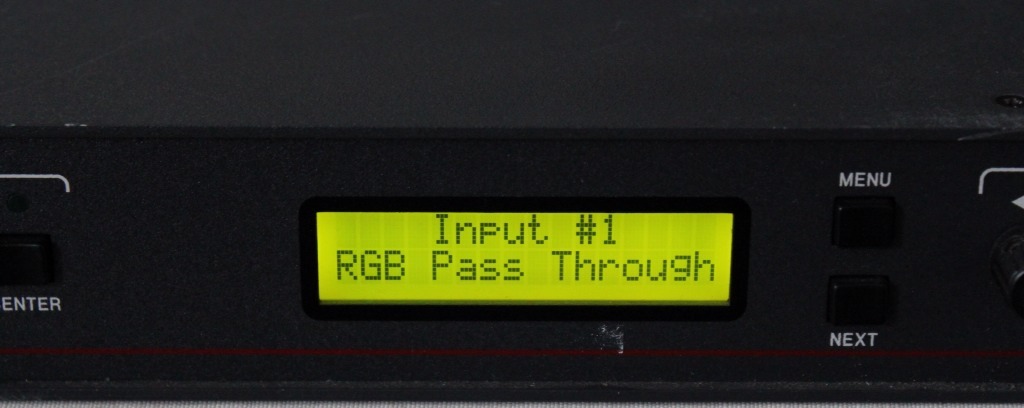 MENU
Input #1
RGB Pass Through
ENTER
NEXT